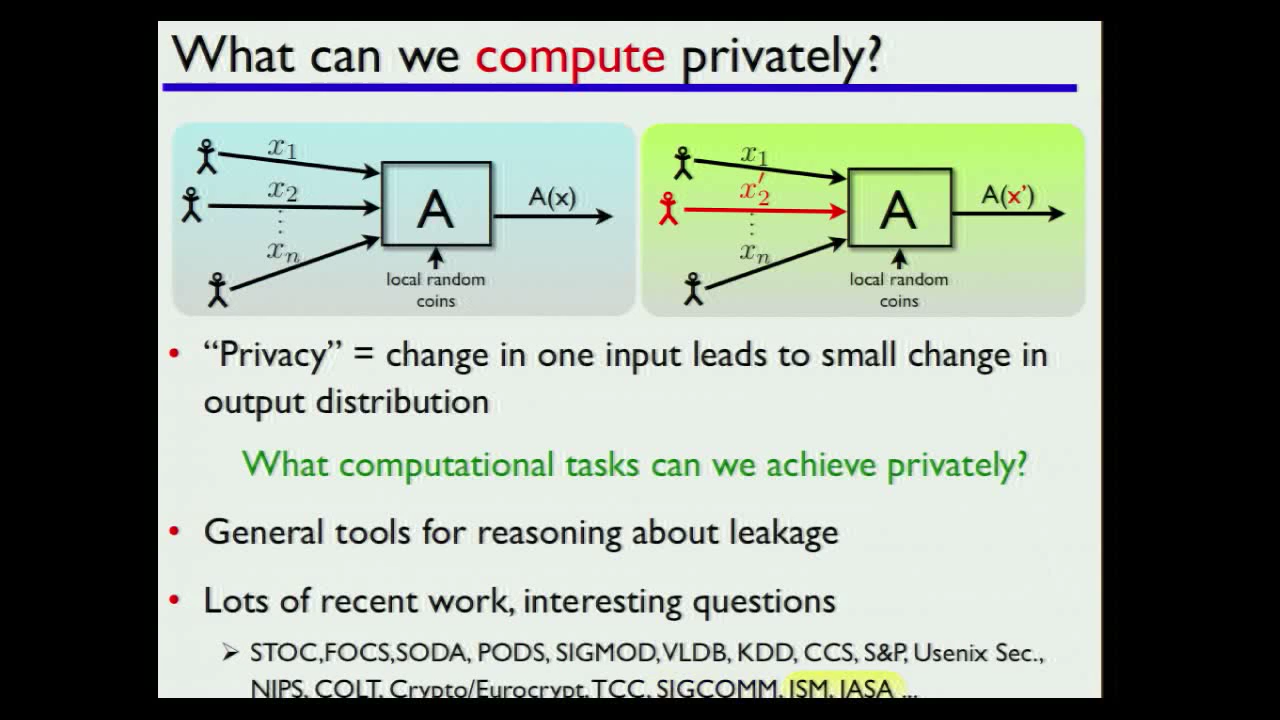 What can we compute privately?
x1
x2
⋮
xn
A
A(x)
local random
coins
x1
x2'
⋮
xn
A
A(x')
local random
coins
• “Privacy” = change in one input leads to small change in
output distribution
What computational tasks can we achieve privately?
• General tools for reasoning about leakage
• Lots of recent work, interesting questions
➢ STOC,FOCS,SODA, PODS, SIGMOD,VLDB, KDD, CCS, S&P, Usenix Sec.,
NIPS, COLT, Crypto/Eurocrypt, TCC, SIGCOMM, ISM, JASA ...